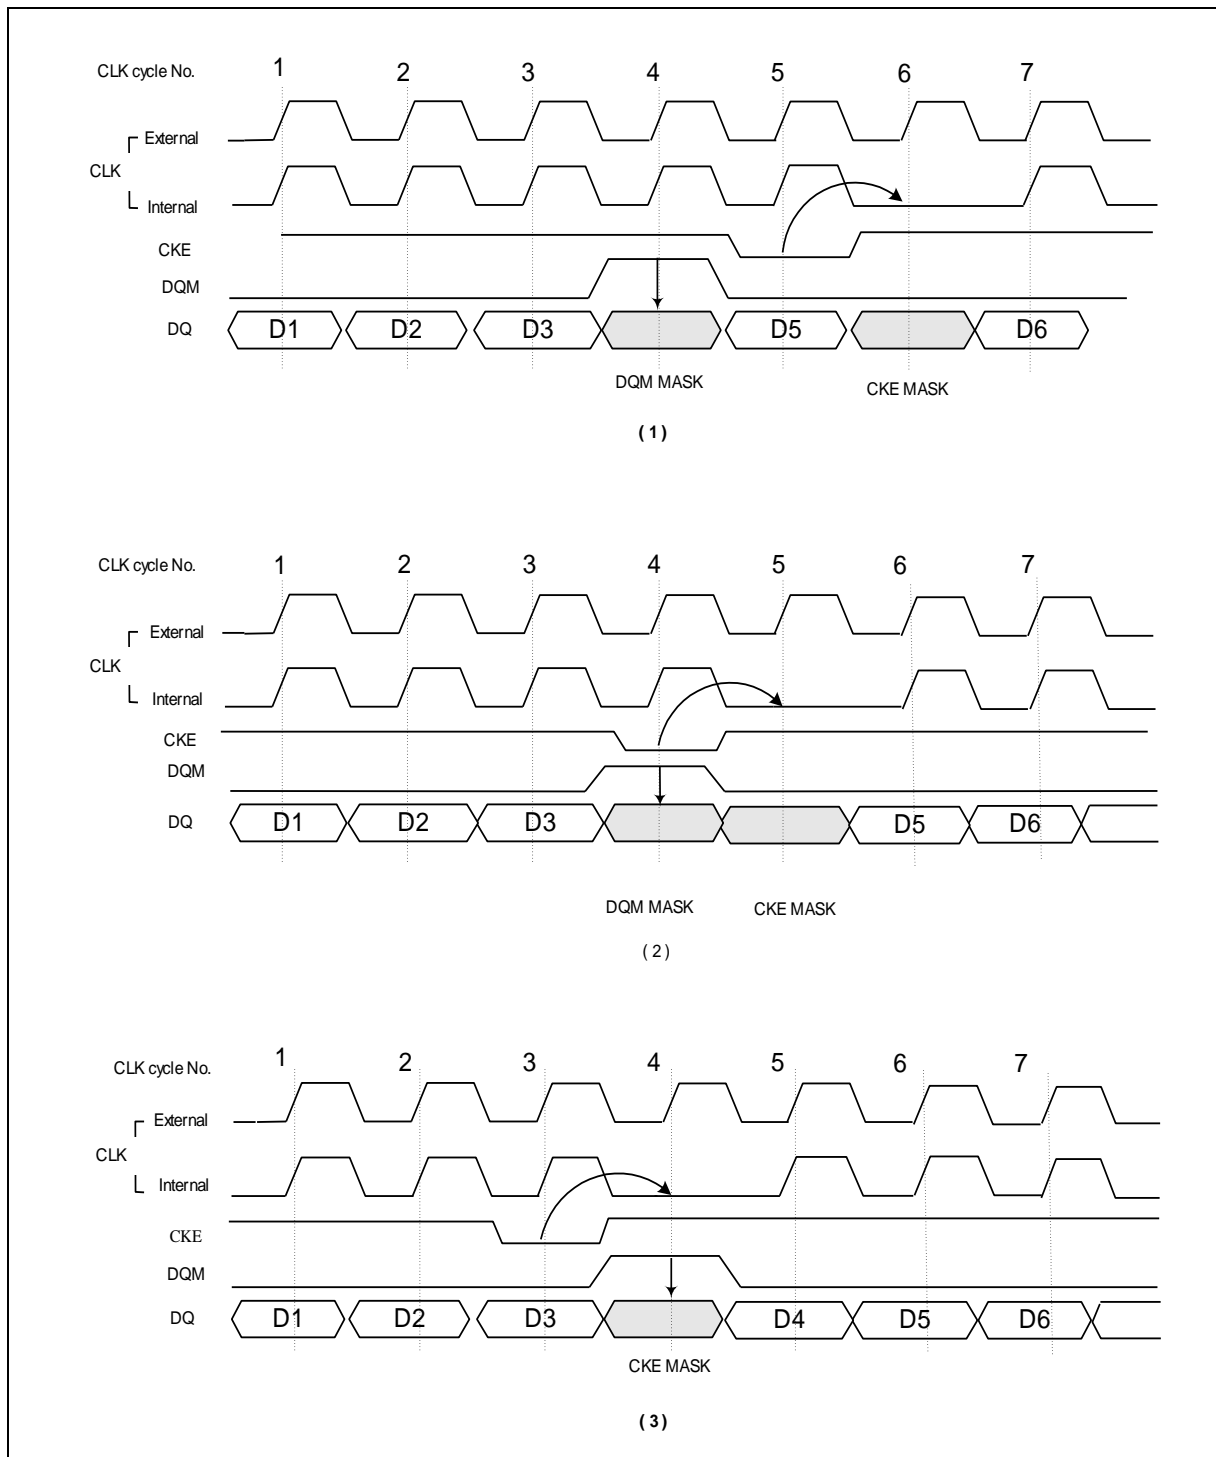 CLK cycle No. 1 2 3 4 5 6 7
External
CLK
Internal
CKE
DQM
DQ D1 D2 D3 D5 D6
DQM MASK CKE MASK
( 1 )
CLK cycle No. 1 2 3 4 5 6 7
External
CLK
Internal
CKE
DQM
DQ D1 D2 D3 D5 D6
DQM MASK CKE MASK
( 2 )
CLK cycle No. 1 2 3 4 5 6 7
External
CLK
Internal
CKE
DQM
DQ D1 D2 D3 D4 D5 D6
CKE MASK
( 3 )